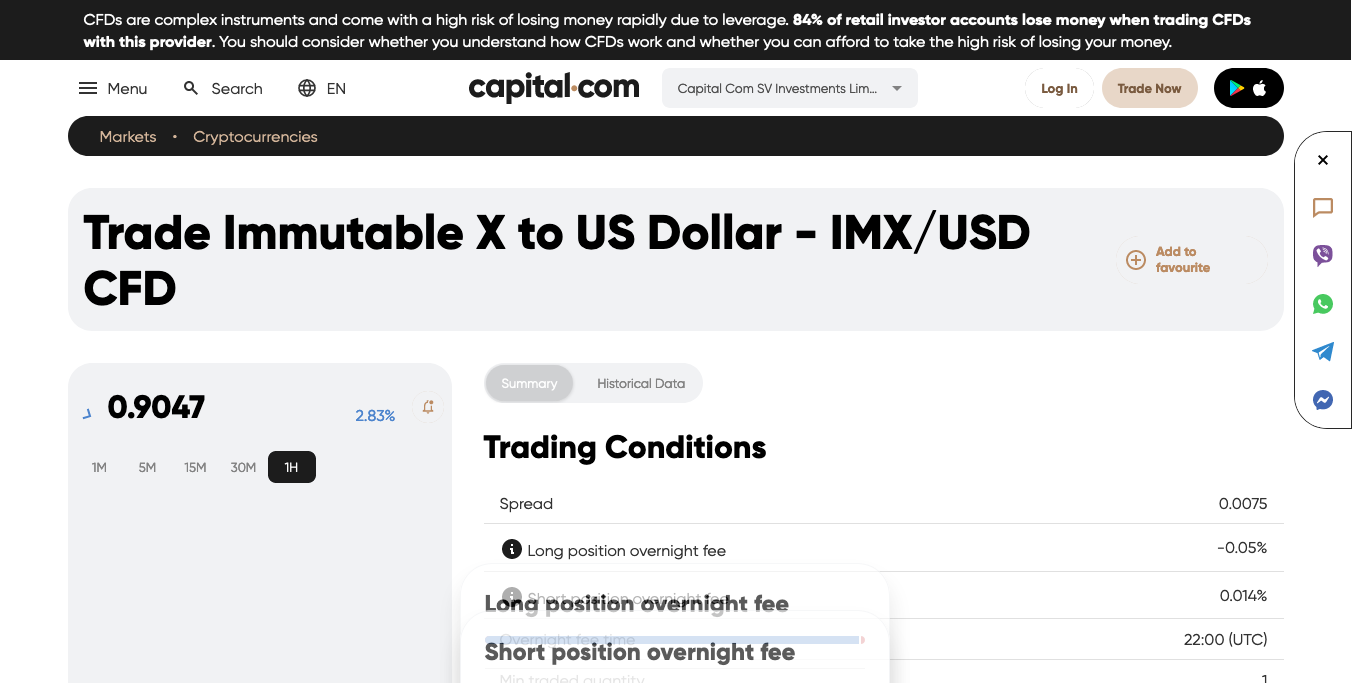 CFDs are complex instruments and come with a high risk of losing money rapidly due to leverage. 84% of retail investor accounts lose money when trading CFDs
with this provider. You should consider whether you understand how CFDs work and whether you can afford to take the high risk of losing your money.
Menu Search EN capital.com Capital Com SV Investments Lim... Log In Trade Now
Markets • Cryptocurrencies
Trade Immutable X to US Dollar - IMX/USD
CFD
Add to
favourite
0.9047 2.83%
1M 5M 15M 30M 1H
Summary Historical Data
Trading Conditions
Spread 0.0075
Long position overnight fee -0.05%
Short position overnight fee 0.014%
Long position overnight fee
Overnight fee time 22:00 (UTC)
Short position overnight fee
Min traded quantity 1